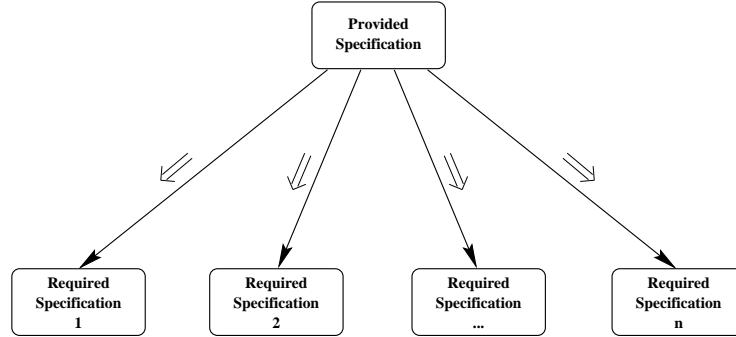 Provided
Specification
Required
Specification
1
Required
Specification
2
Required
Specification
...
Required
Specification
n